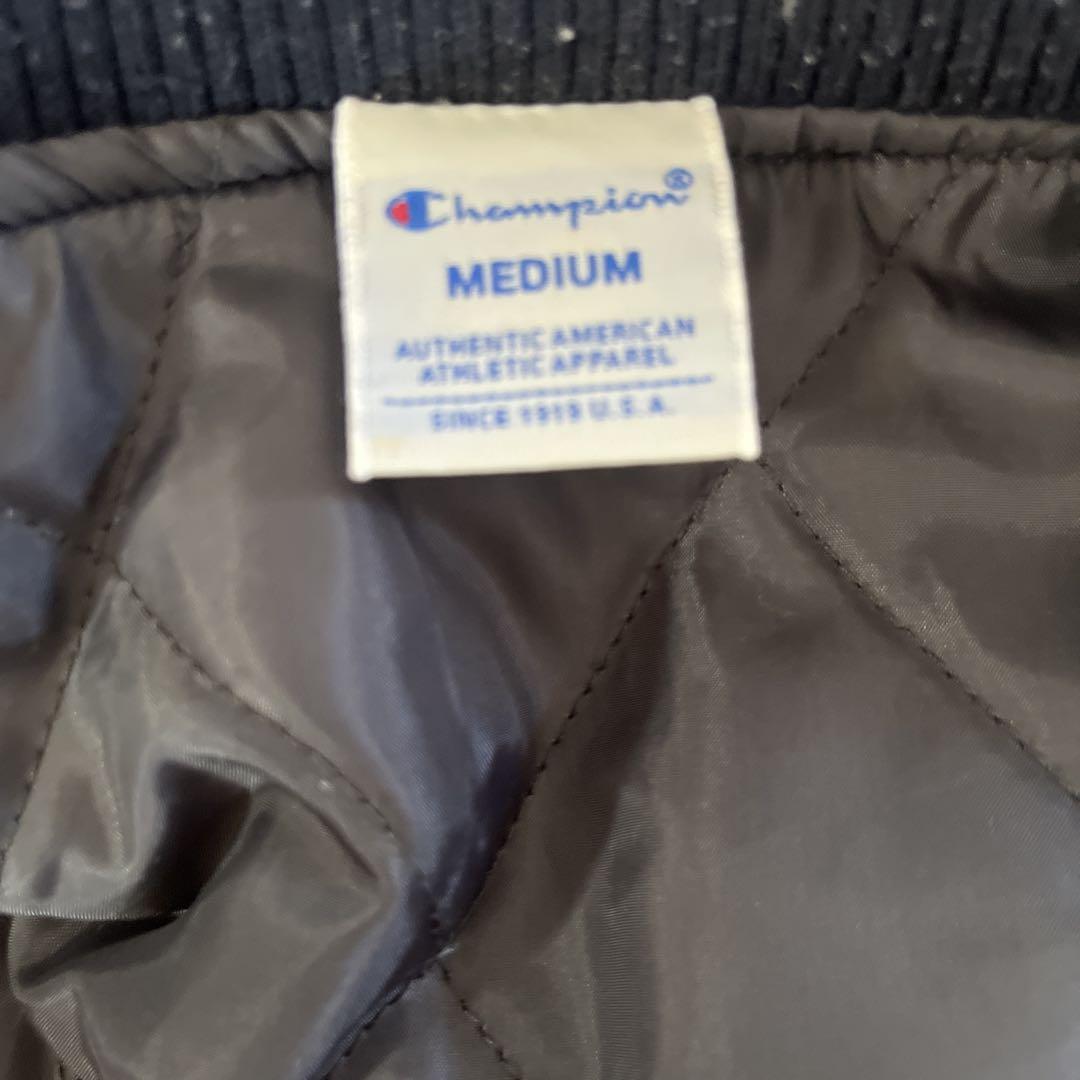 Champion®
MEDIUM
AUTHENTIC AMERICAN
ATHLETIC APPAREL
SINCE 1919 U.S.A.